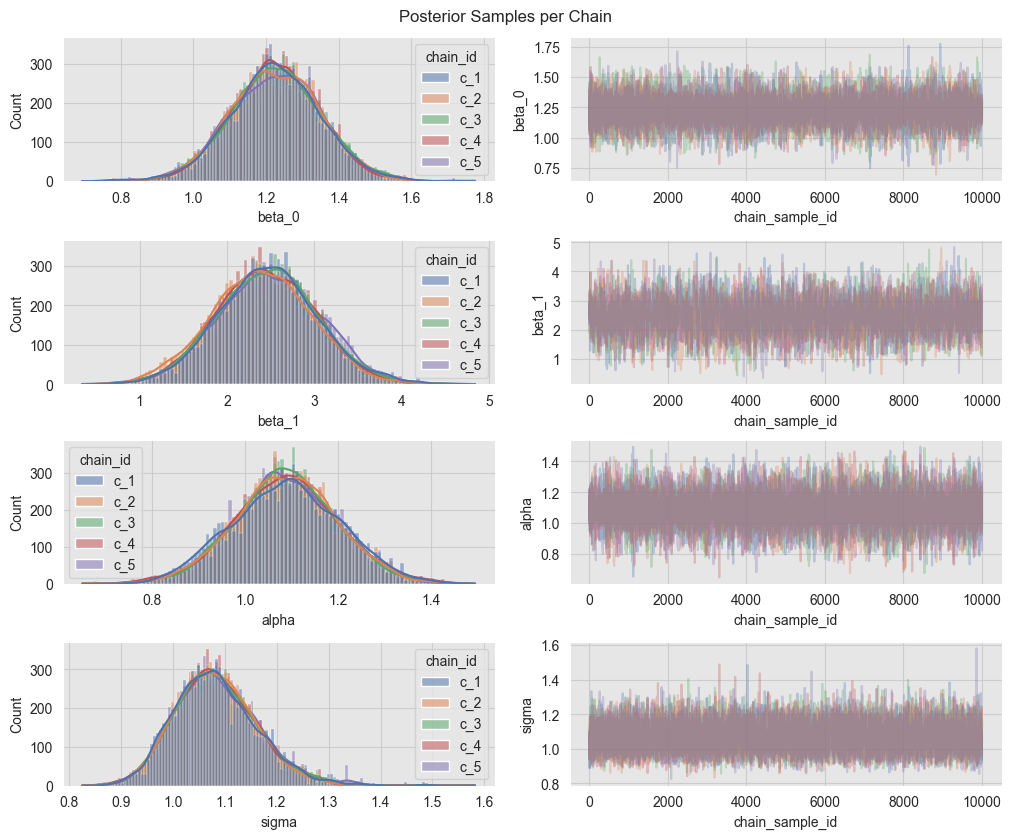 Posterior Samples per Chain
300
200
100
0
Count
0.8 1.0 1.2 1.4 1.6 1.8
beta_0
chain_id
c_1
c_2
c_3
c_4
c_5
1.75
1.50
1.25
1.00
0.75
beta_0
0 2000 4000 6000 8000 10000
chain_sample_id
300
200
100
0
Count
1 2 3 4 5
beta_1
chain_id
c_1
c_2
c_3
c_4
c_5
5
4
3
2
1
beta_1
0 2000 4000 6000 8000 10000
chain_sample_id
300
200
100
0
Count
0.8 1.0 1.2 1.4
alpha
chain_id
c_1
c_2
c_3
c_4
c_5
1.4
1.2
1.0
0.8
alpha
0 2000 4000 6000 8000 10000
chain_sample_id
300
200
100
0
Count
0.8 0.9 1.0 1.1 1.2 1.3 1.4 1.5 1.6
sigma
chain_id
c_1
c_2
c_3
c_4
c_5
1.6
1.4
1.2
1.0
0.8
sigma
0 2000 4000 6000 8000 10000
chain_sample_id